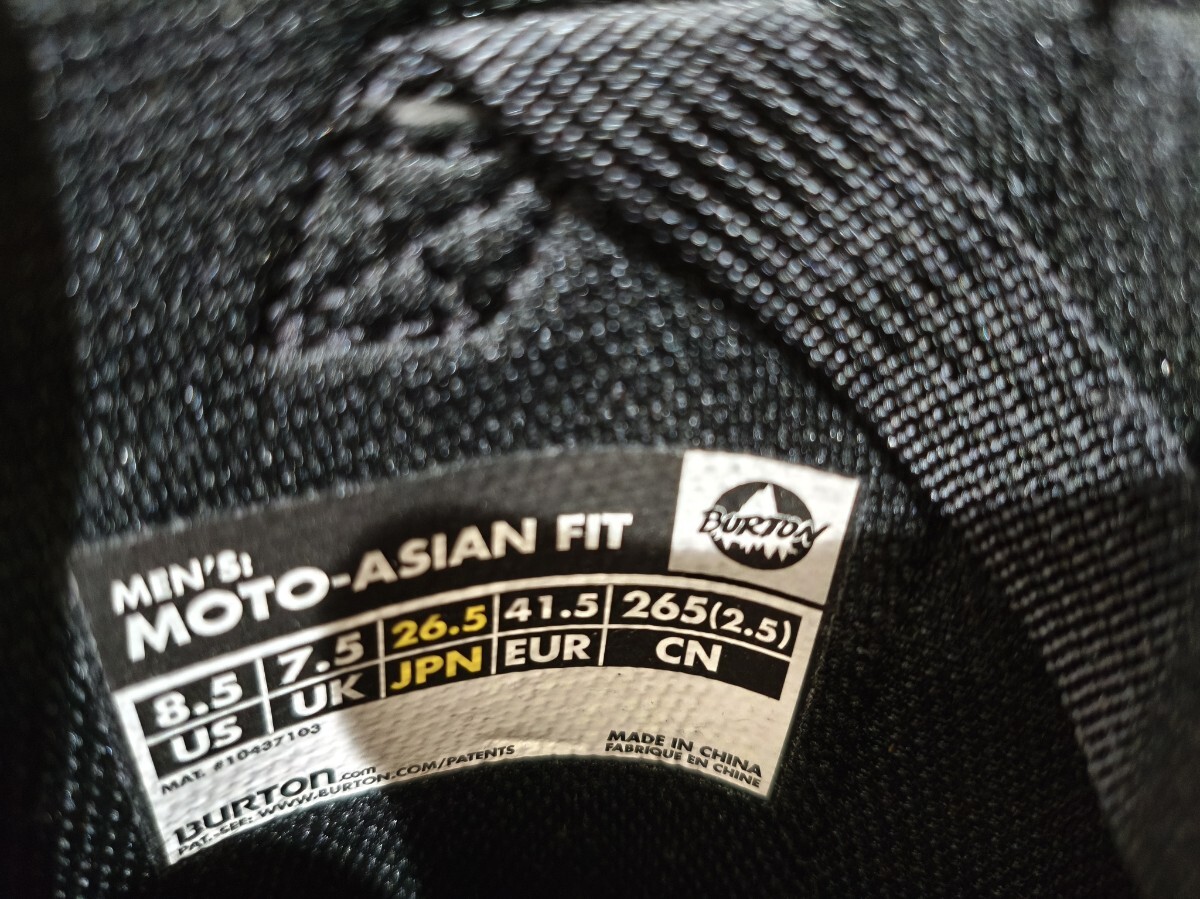 MEN'S:
MOTO-ASIAN FIT
BURTON
8.5 7.5 26.5 41.5 265(2.5)
US UK JPN EUR CN
MAT. #10437103
BURTON.com
PAT.-SEE: WWW.BURTON.COM/PATENTS
MADE IN CHINA
FABRIQUE EN CHINE